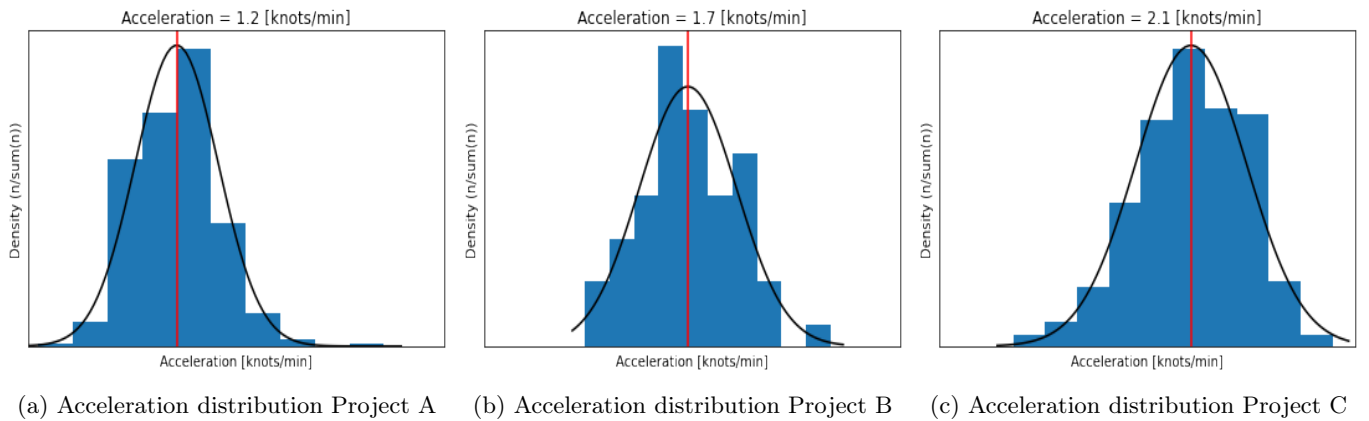 Acceleration = 1.2 [knots/min]
Density (n/sum(n))
Acceleration [knots/min]
(a) Acceleration distribution Project A
Acceleration = 1.7 [knots/min]
Density (n/sum(n))
Acceleration [knots/min]
(b) Acceleration distribution Project B
Acceleration = 2.1 [knots/min]
Density (n/sum(n))
Acceleration [knots/min]
(c) Acceleration distribution Project C